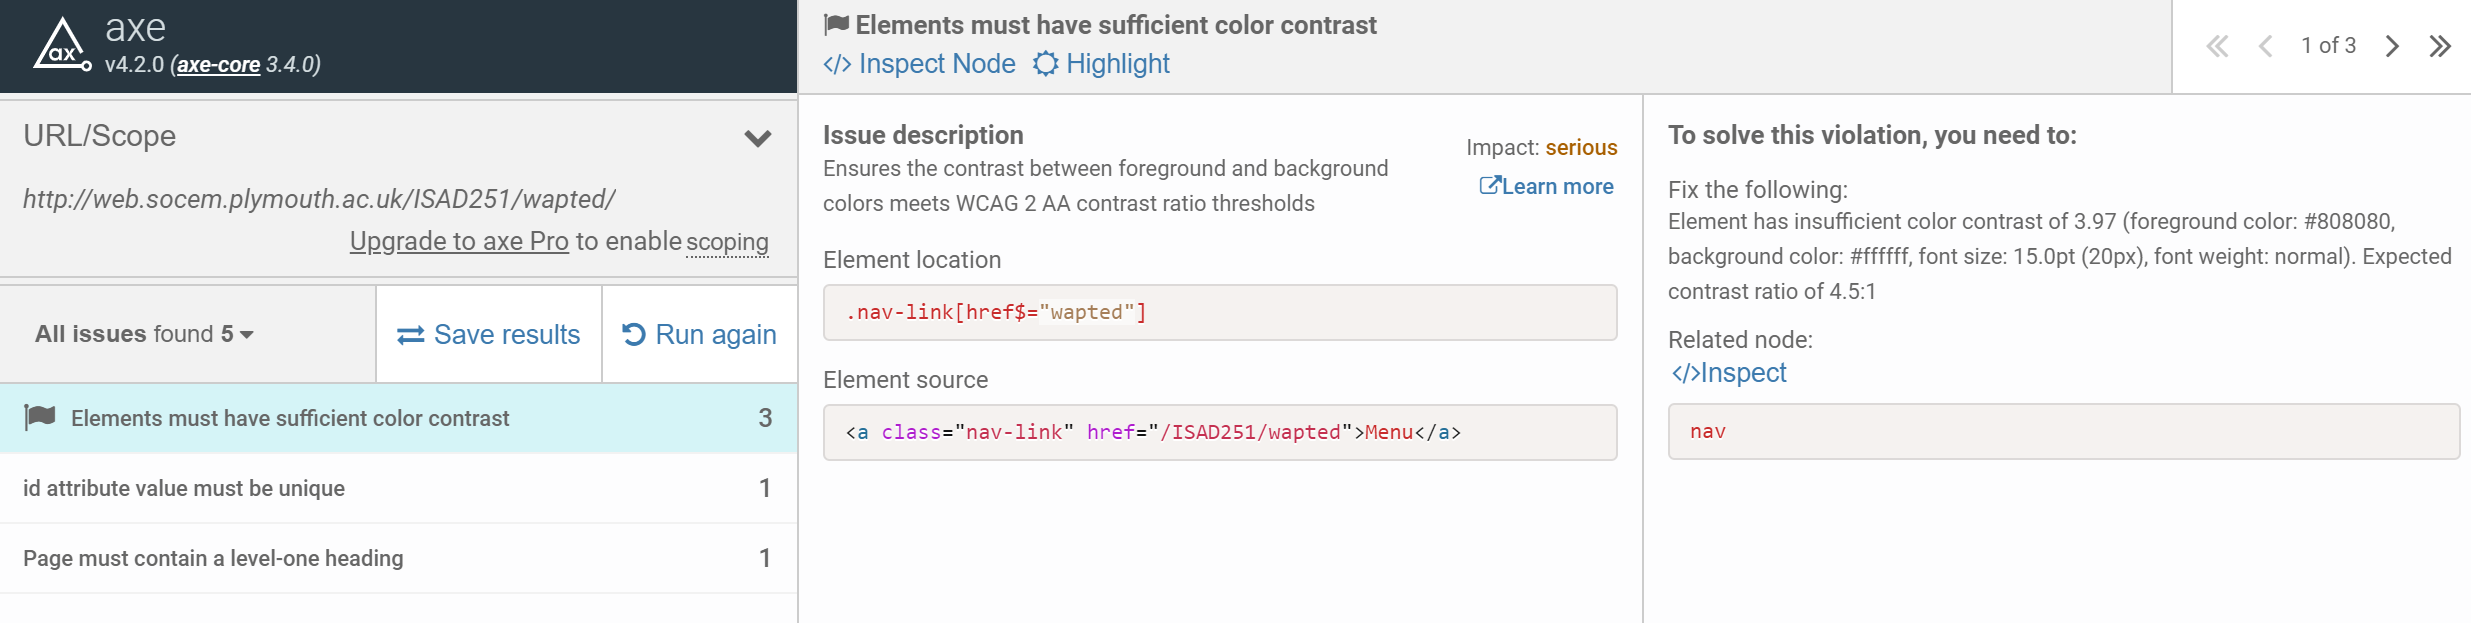 ax
axe
v4.2.0 (axe-core 3.4.0)
URL/Scope
http://web.socem.plymouth.ac.uk/ISAD251/wapted/
Upgrade to axe Pro to enable scoping
All issues found 5
Save results
Run again
Elements must have sufficient color contrast 3
id attribute value must be unique 1
Page must contain a level-one heading 1
Elements must have sufficient color contrast
</> Inspect Node Highlight
1 of 3
Issue description
Impact: serious
Learn more
Ensures the contrast between foreground and background
colors meets WCAG 2 AA contrast ratio thresholds
Element location
.nav-link[href$="wapted"]
Element source
<a class="nav-link" href="/ISAD251/wapted">Menu</a>
To solve this violation, you need to:
Fix the following:
Element has insufficient color contrast of 3.97 (foreground color: #808080,
background color: #ffffff, font size: 15.0pt (20px), font weight: normal). Expected
contrast ratio of 4.5:1
Related node:
</>Inspect
nav